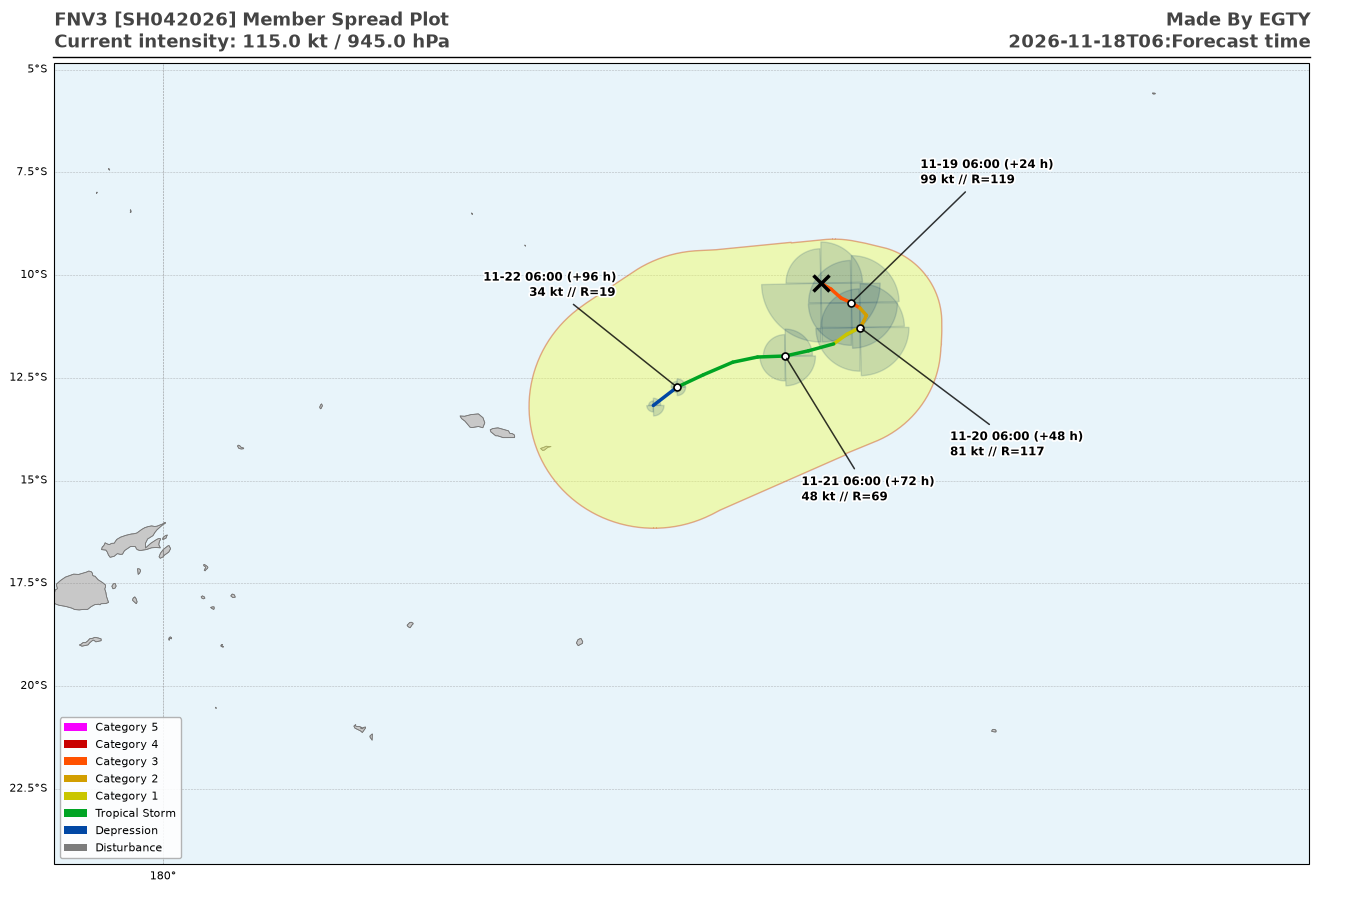 FNV3 [SH042026] Member Spread Plot
Current intensity: 115.0 kt / 945.0 hPa
Made By EGTY
2026-11-18T06:Forecast time
5°S
7.5°S
10°S
12.5°S
15°S
17.5°S
20°S
22.5°S
180°
11-19 06:00 (+24 h)
99 kt // R=119
11-22 06:00 (+96 h)
34 kt // R=19
11-20 06:00 (+48 h)
81 kt // R=117
11-21 06:00 (+72 h)
48 kt // R=69
Category 5
Category 4
Category 3
Category 2
Category 1
Tropical Storm
Depression
Disturbance